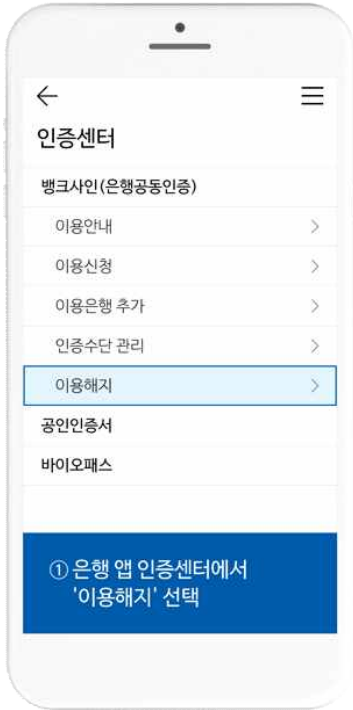 인증센터
뱅크사인(은행공동인증)
이용안내
이용신청
이용은행 추가
인증수단 관리
이용해지
공인인증서
바이오패스
① 은행 앱 인증센터에서
'이용해지' 선택